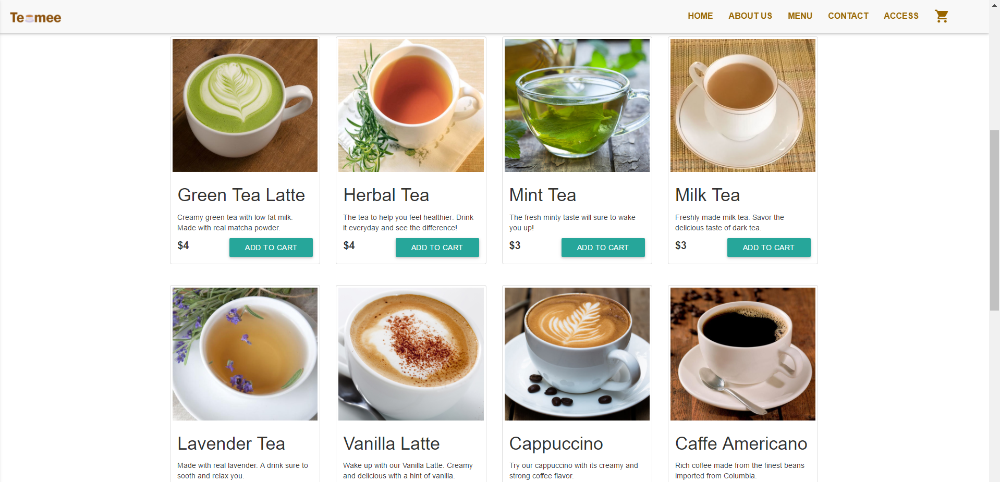 Teamee
HOME ABOUT US MENU CONTACT ACCESS
Green Tea Latte
Creamy green tea with low fat milk.
Made with real matcha powder.
$4 ADD TO CART
Herbal Tea
The tea to help you feel healthier. Drink
it everyday and see the difference!
$4 ADD TO CART
Mint Tea
The fresh minty taste will sure to wake
you up!
$3 ADD TO CART
Milk Tea
Freshly made milk tea. Savor the
delicious taste of dark tea.
$3 ADD TO CART
Lavender Tea
Made with real lavender. A drink sure to
sooth and relax you.
Vanilla Latte
Wake up with our Vanilla Latte. Creamy
and delicious with a hint of vanilla.
Cappuccino
Try our cappuccino with its creamy and
strong coffee flavor.
Caffe Americano
Rich coffee made from the finest beans
imported from Columbia.